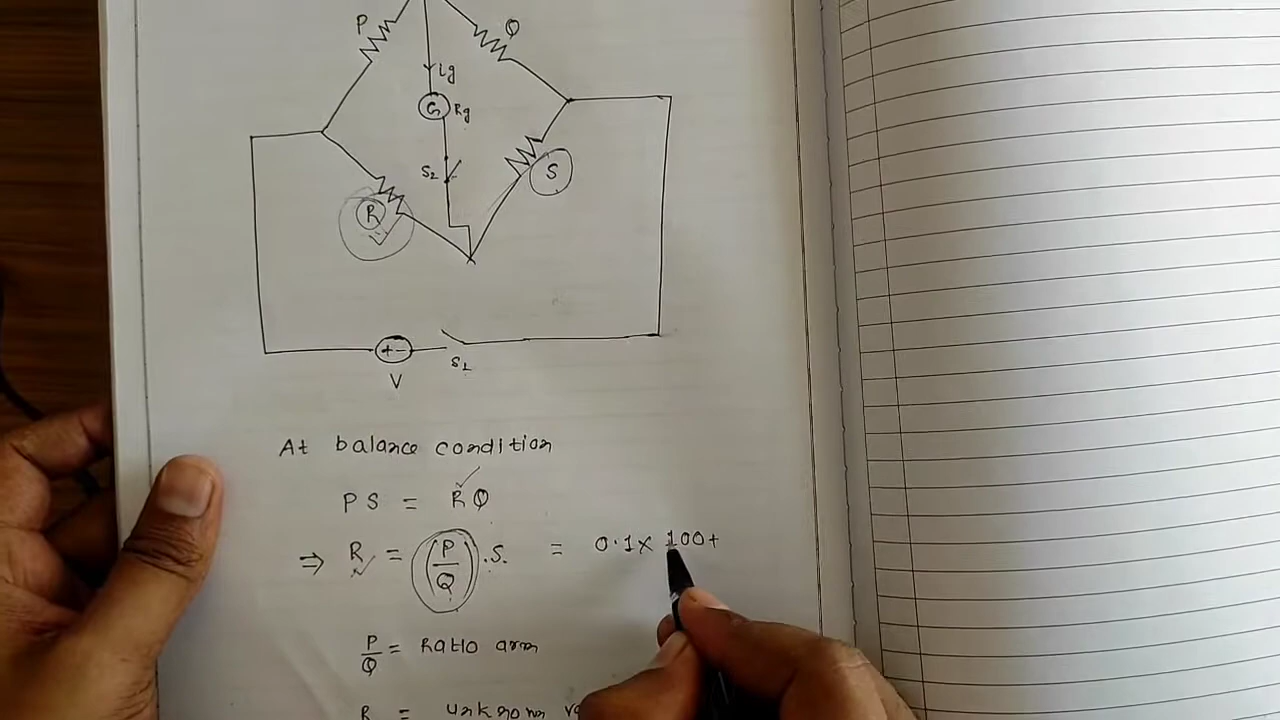 P Q
Ig
G Rg
S2 S
R
+ -
V S1
At balance condition
PS = RQ
⇒ R = (P/Q).S. = 0.1 × 100+
P/Q = Ratio arm
R = unknown